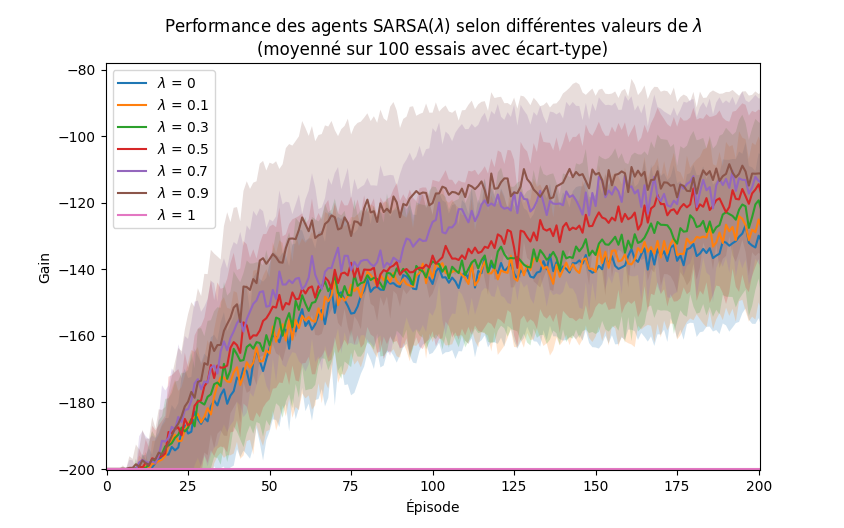 Performance des agents SARSA(λ) selon différentes valeurs de λ
(moyenné sur 100 essais avec écart-type)
λ = 0
λ = 0.1
λ = 0.3
λ = 0.5
λ = 0.7
λ = 0.9
λ = 1
−80
−100
−120
−140
−160
−180
−200
Gain
0 25 50 75 100 125 150 175 200
Épisode